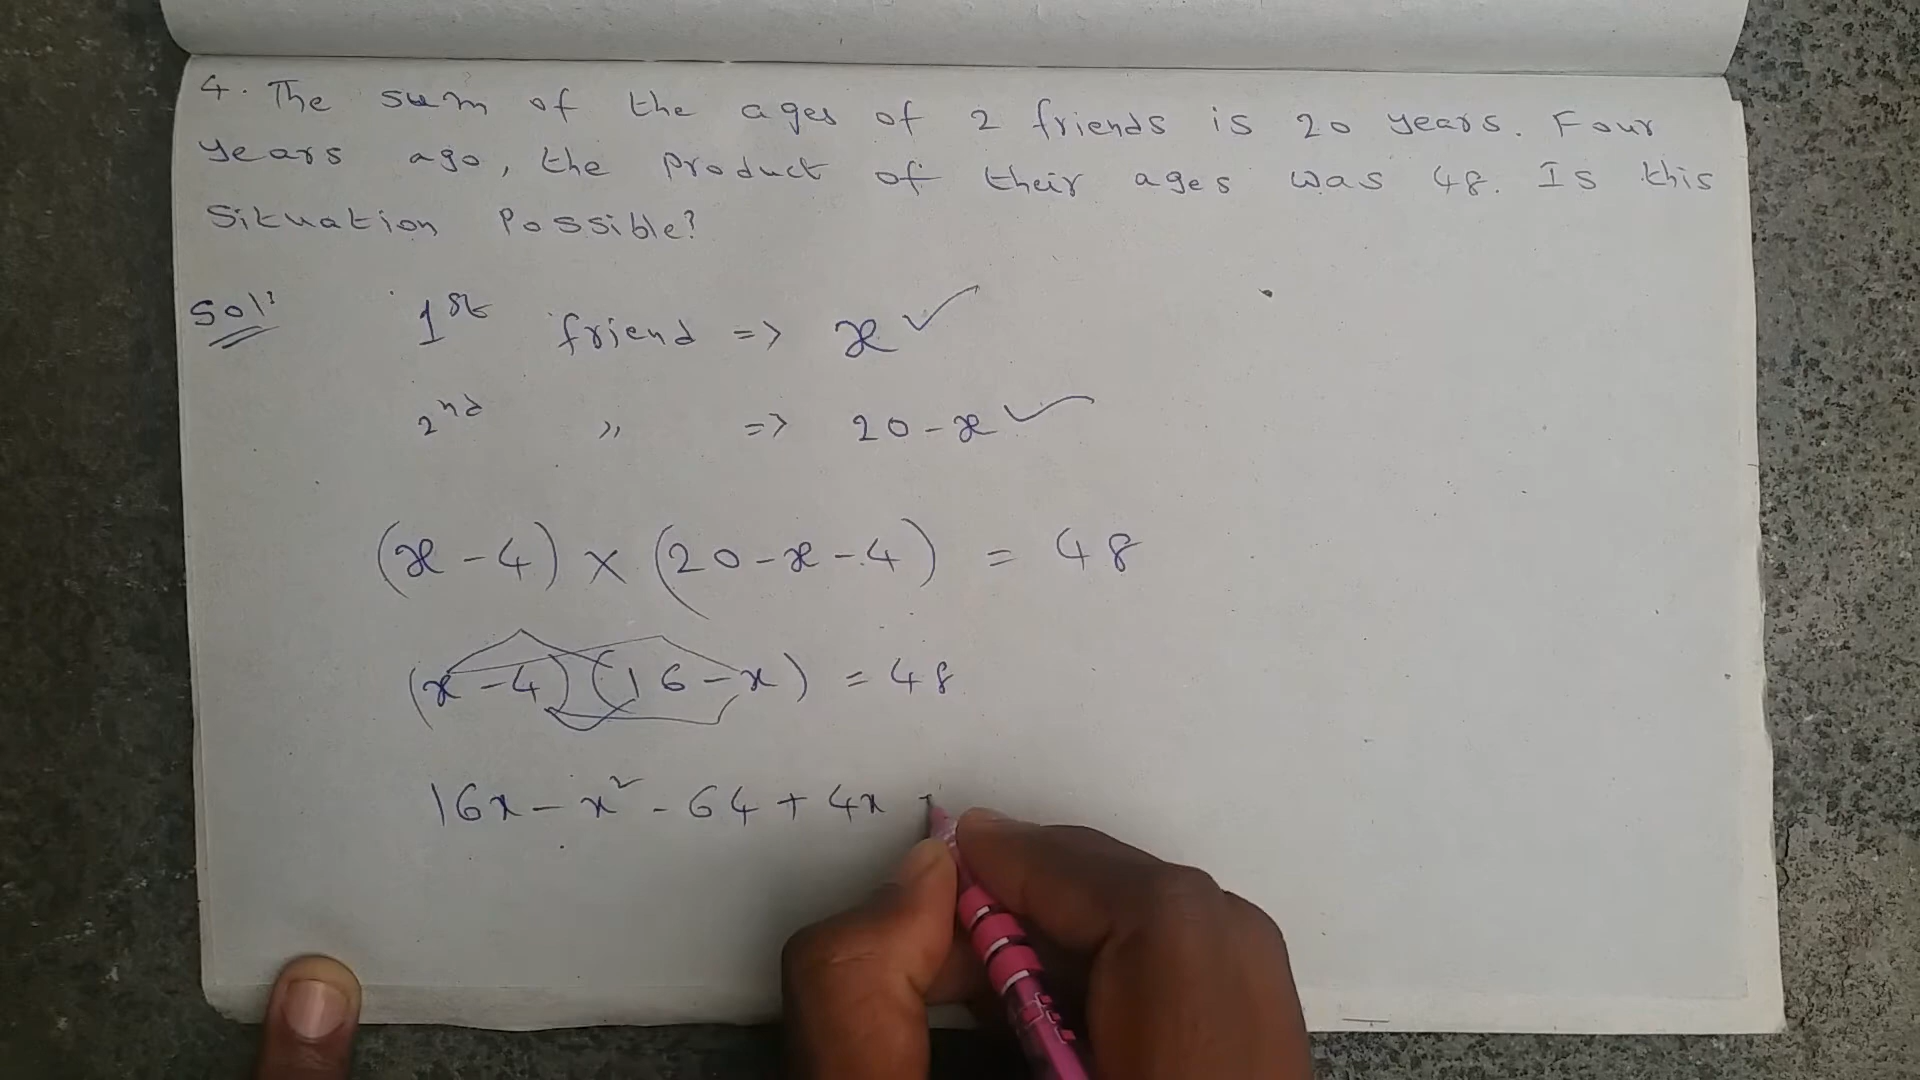 4. The sum of the ages of 2 friends is 20 years. Four
years ago, the product of their ages was 48. Is this
situation possible?
Sol:
1st friend => x ✓
2nd ,, => 20-x ✓
(x-4) × (20-x-4) = 48
(x-4)(16-x) = 48
16x - x² - 64 + 4x